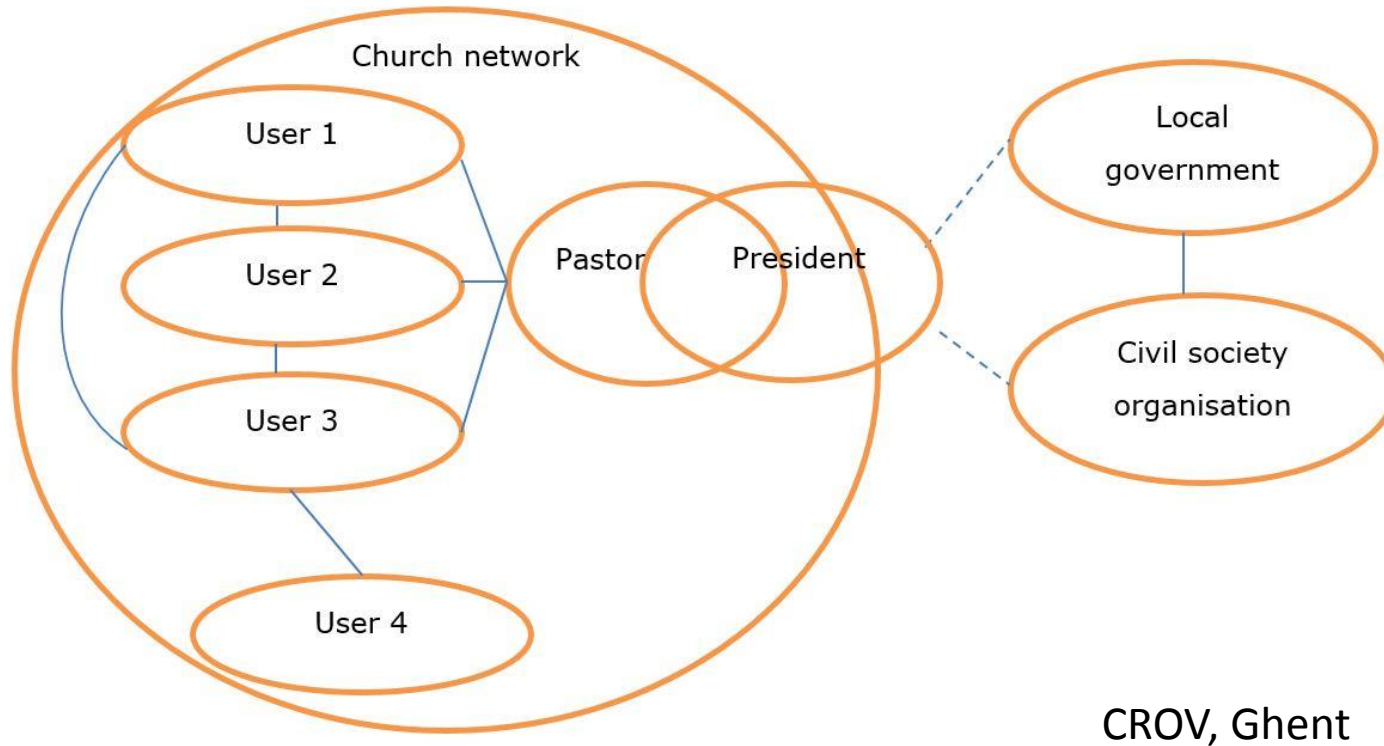 Church network
User 1
User 2
User 3
User 4
Pastor
President
Local
government
Civil society
organisation
CROV, Ghent